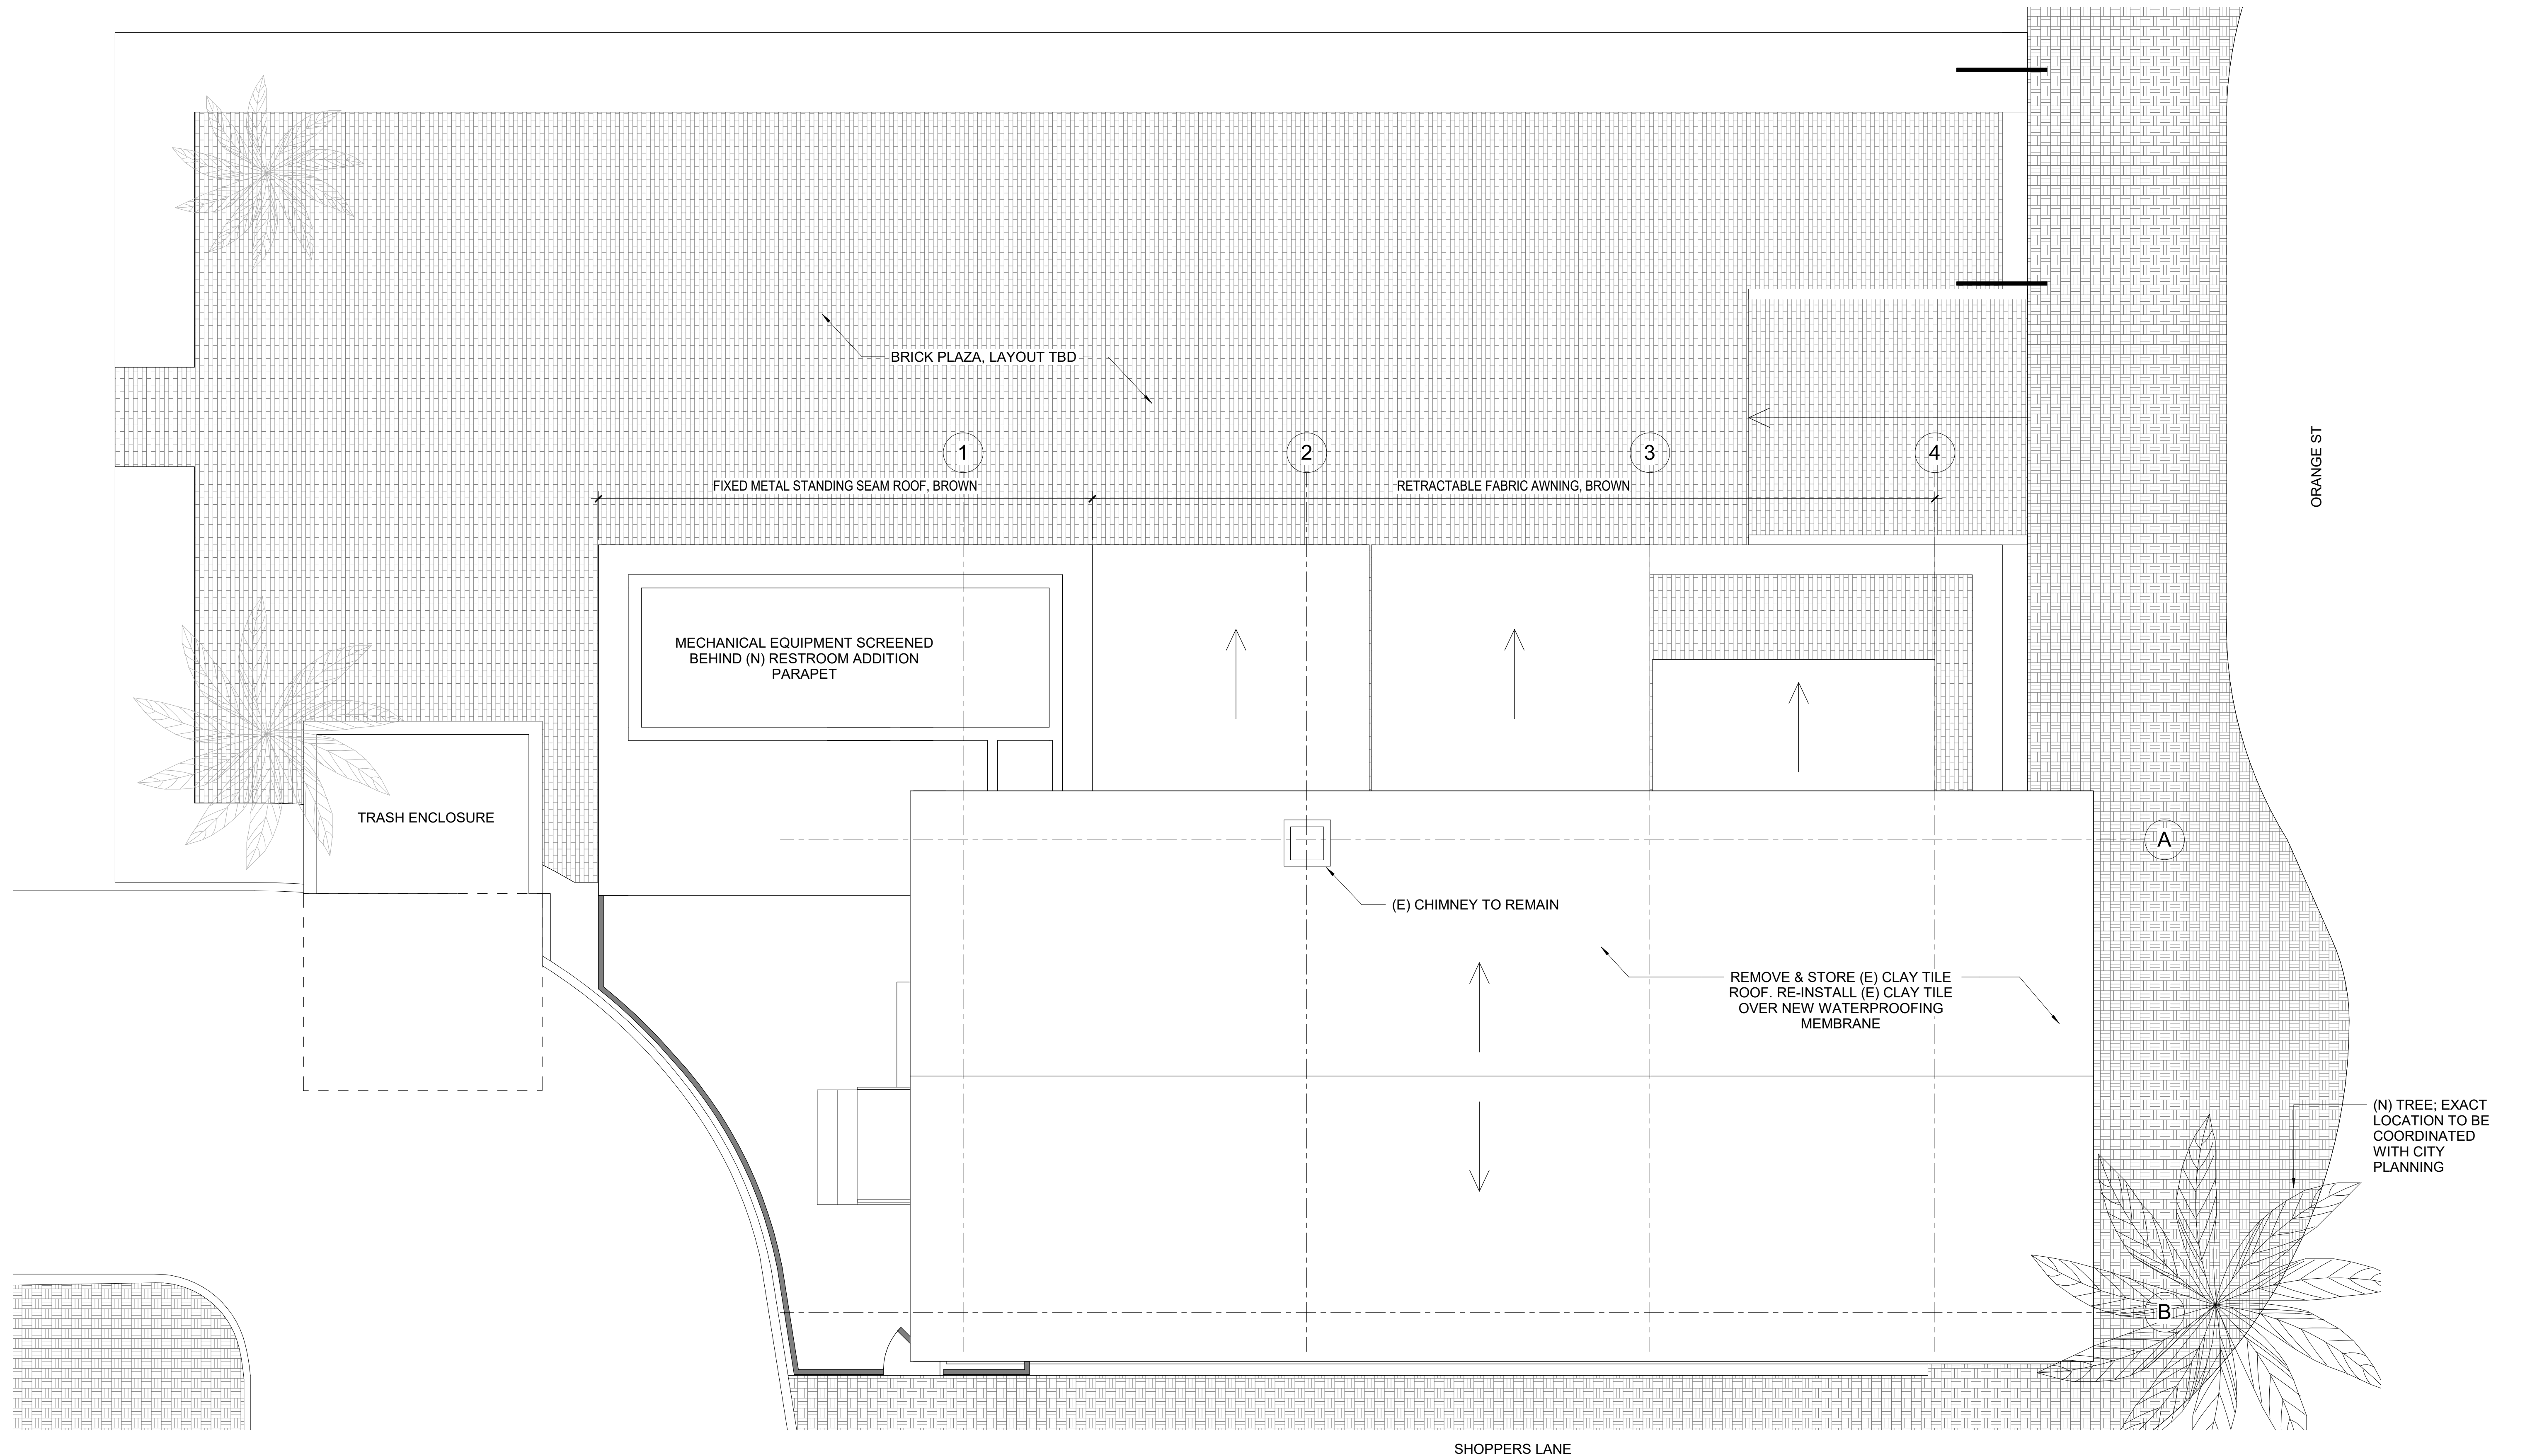 BRICK PLAZA, LAYOUT TBD
ORANGE ST
1
2
3
4
FIXED METAL STANDING SEAM ROOF, BROWN
RETRACTABLE FABRIC AWNING, BROWN
MECHANICAL EQUIPMENT SCREENED
BEHIND (N) RESTROOM ADDITION
PARAPET
TRASH ENCLOSURE
A
(E) CHIMNEY TO REMAIN
REMOVE & STORE (E) CLAY TILE
ROOF. RE-INSTALL (E) CLAY TILE
OVER NEW WATERPROOFING
MEMBRANE
(N) TREE; EXACT
LOCATION TO BE
COORDINATED
WITH CITY
PLANNING
B
SHOPPERS LANE